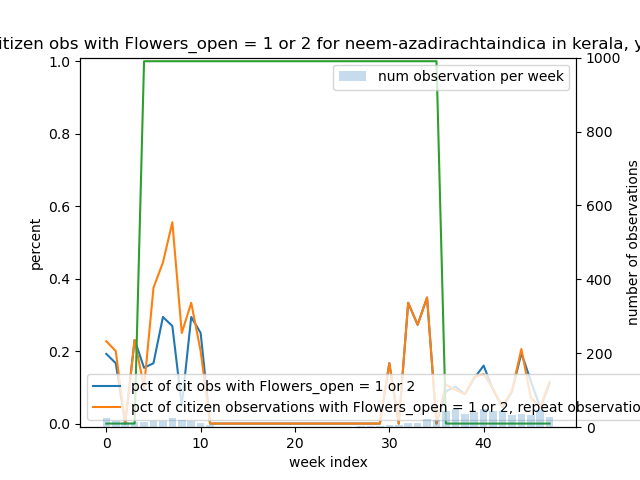 itizen obs with Flowers_open = 1 or 2 for neem-azadirachtaindica in kerala, y
num observation per week
percent
1.0
0.8
0.6
0.4
0.2
0.0
1000
800
600
400
200
0
number of observations
pct of cit obs with Flowers_open = 1 or 2
pct of citizen observations with Flowers_open = 1 or 2, repeat observatio
0 10 20 30 40
week index